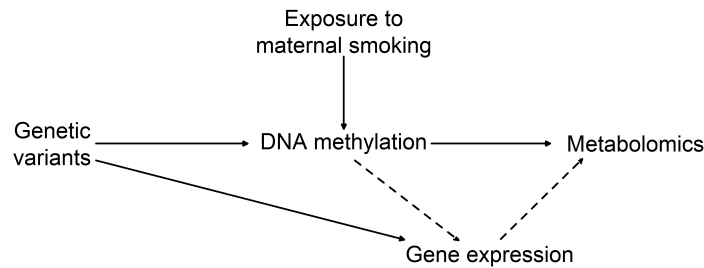 Exposure to
maternal smoking
Genetic
variants
DNA methylation
Metabolomics
Gene expression